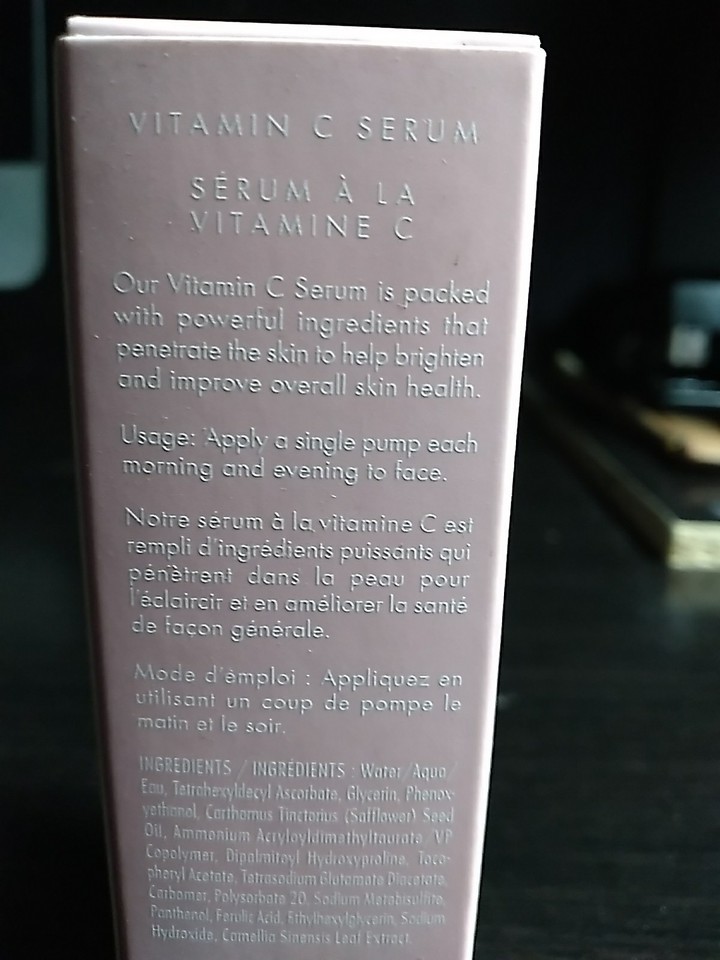 VITAMIN C SERUM
SÉRUM À LA
VITAMINE C
Our Vitamin C Serum is packed
with powerful ingredients that
penetrate the skin to help brighten
and improve overall skin health.
Usage: Apply a single pump each
morning and evening to face.
Notre sérum à la vitamine C est
rempli d'ingrédients puissants qui
pénètrent dans la peau pour
l'éclaircir et en améliorer la santé
de façon générale.
Mode d'émploi : Appliquez en
utilisant un coup de pompe le
matin et le soir.
INGREDIENTS / INGRÉDIENTS : Water/Aqua/
Eau, Tetrahexyldecyl Ascorbate, Glycerin, Phenox-
yethanol, Carthamus Tinctorius (Safflower) Seed
Oil, Ammonium Acryloyldimethyltaurate/VP
Copolymer, Dipalmitoyl Hydroxyproline, Toco-
pheryl Acetate, Tetrasodium Glutamate Diacetate,
Carbomer, Polysorbate 20, Sodium Metabisulfite,
Panthenol, Ferulic Acid, Ethylhexylglycerin, Sodium
Hydroxide, Camellia Sinensis Leaf Extract.